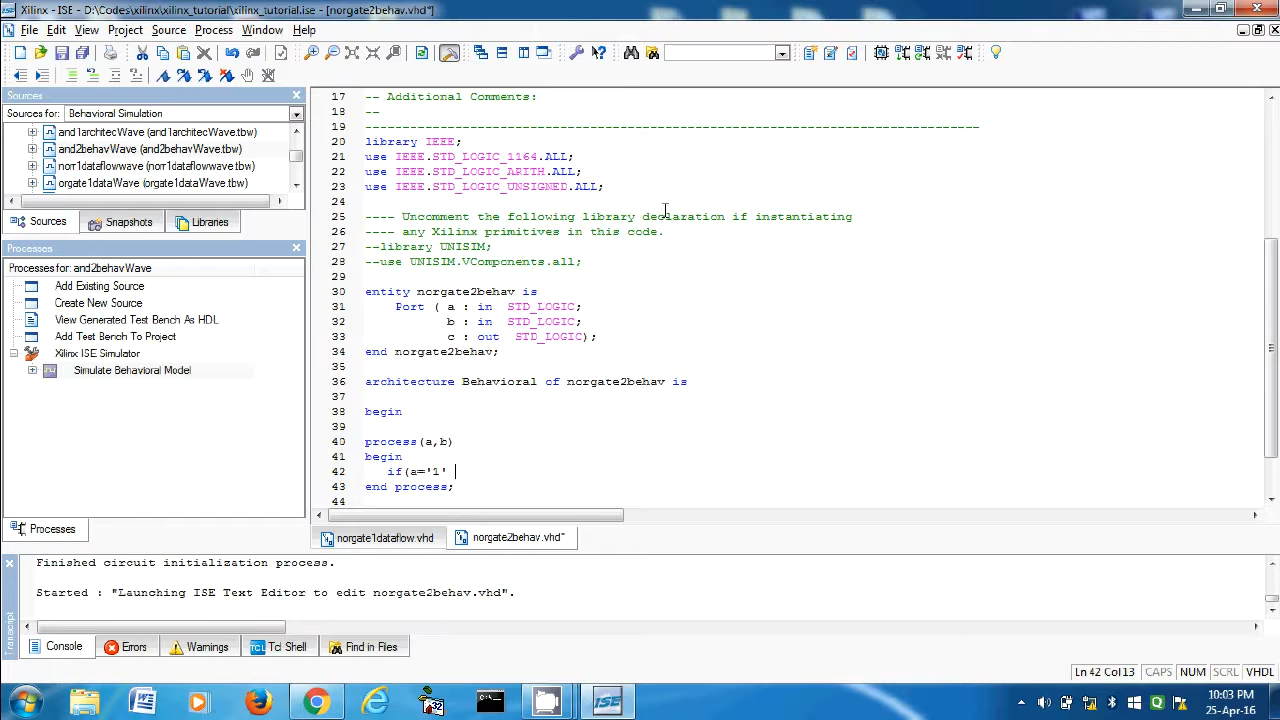 Xilinx - ISE - D:\Codes\xilinx\xilinx_tutorial\xilinx_tutorial.ise - [norgate2behav.vhd*]
File Edit View Project Source Process Window Help
Sources
Sources for: Behavioral Simulation
and1architecWave (and1architecWave.tbw)
and2behavWave (and2behavWave.tbw)
nor1dataflowwave (nor1dataflowwave.tbw)
orgate1dataWave (orgate1dataWave.tbw)
Sources Snapshots Libraries
Processes
Processes for: and2behavWave
Add Existing Source
Create New Source
View Generated Test Bench As HDL
Add Test Bench To Project
Xilinx ISE Simulator
Simulate Behavioral Model
Processes
17 -- Additional Comments:
18 --
19 ----------------------------------------------------------------------------------
20 library IEEE;
21 use IEEE.STD_LOGIC_1164.ALL;
22 use IEEE.STD_LOGIC_ARITH.ALL;
23 use IEEE.STD_LOGIC_UNSIGNED.ALL;
24
25 ---- Uncomment the following library declaration if instantiating
26 ---- any Xilinx primitives in this code.
27 --library UNISIM;
28 --use UNISIM.VComponents.all;
29
30 entity norgate2behav is
31 Port ( a : in STD_LOGIC;
32 b : in STD_LOGIC;
33 c : out STD_LOGIC);
34 end norgate2behav;
35
36 architecture Behavioral of norgate2behav is
37
38 begin
39
40 process(a,b)
41 begin
42 if(a='1'
43 end process;
44
norgate1dataflow.vhd norgate2behav.vhd*
Finished circuit initialization process.
Started : "Launching ISE Text Editor to edit norgate2behav.vhd".
Transcript
Console Errors Warnings Tcl Shell Find in Files
TCL
Ln 42 Col 13 CAPS NUM SCRL VHDL
32
ISE
10:03 PM
25-Apr-16